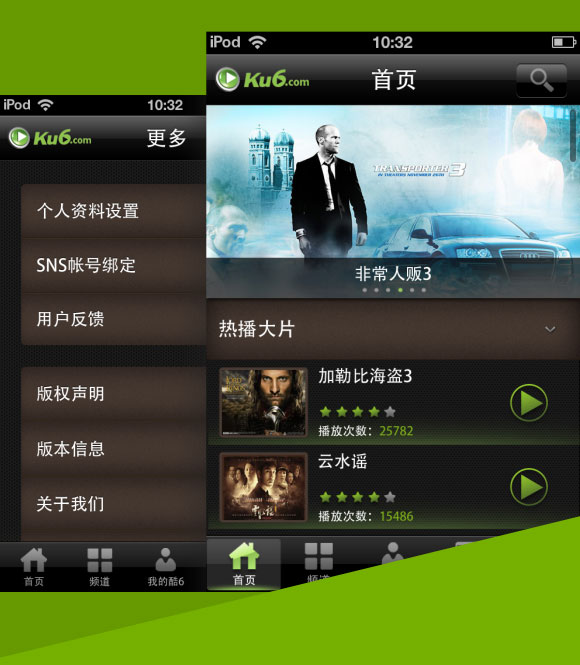 iPod
10:32
Ku6.com
更多
个人资料设置
SNS帐号绑定
用户反馈
版权声明
版本信息
关于我们
首页
频道
我的酷6
iPod
10:32
Ku6.com
首页
TRANSPORTER 3
IN THEATERS NOVEMBER 2008
非常人贩3
热播大片
加勒比海盗3
播放次数：25782
云水谣
播放次数：15486
首页